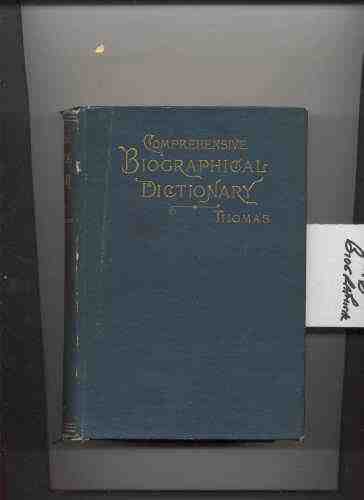 COMPREHENSIVE
BIOGRAPHICAL
DICTIONARY
THOMAS